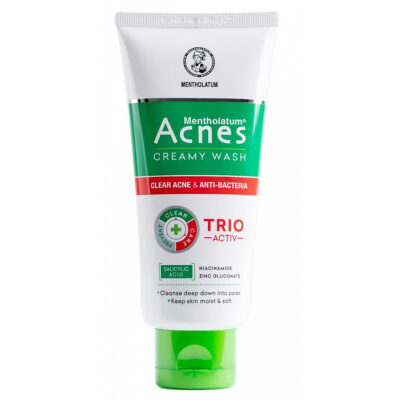 MENTHOLATUM
Mentholatum®
Acnes
CREAMY WASH
CLEAR ACNE & ANTI-BACTERIA
CLEAR
CARE
PREVENT
TRIO
ACTIV
SALICYLIC
ACID
NIACINAMIDE
ZINC GLUCONATE
• Cleanse deep down into pores
• Keep skin moist & soft